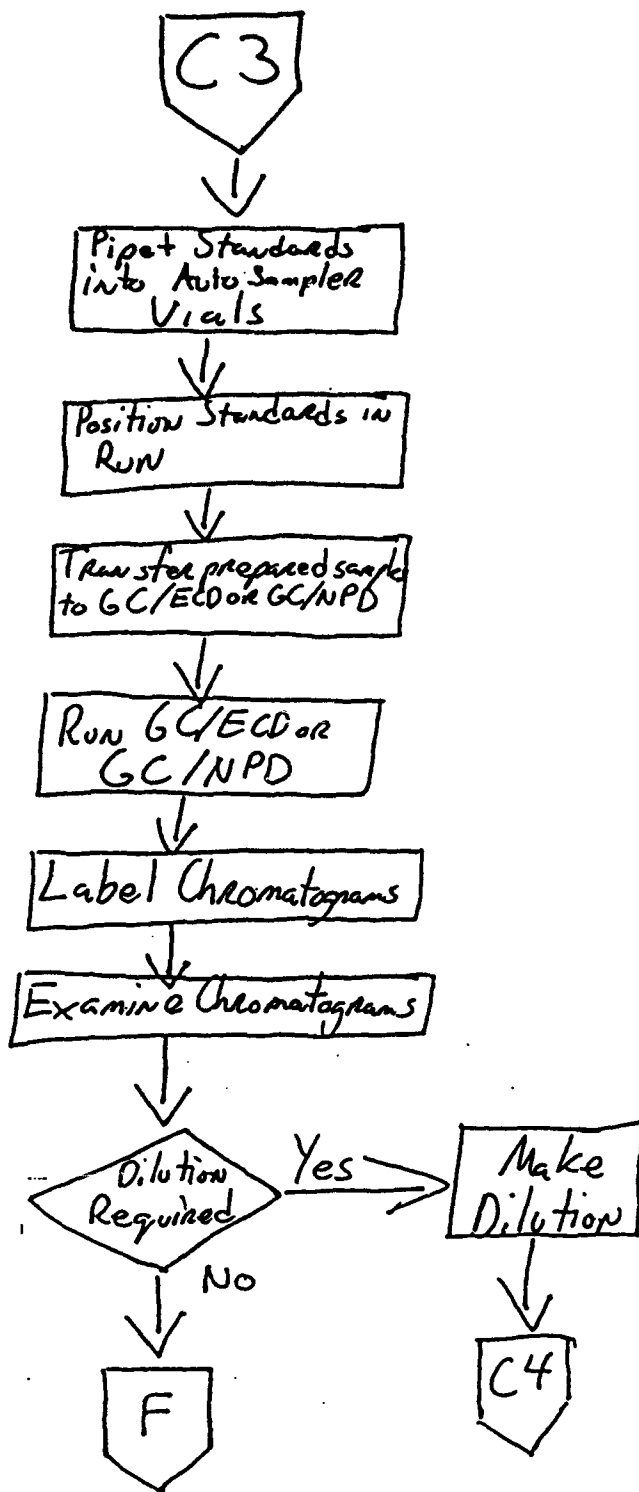 C3
Pipet Standards
into Auto Sampler
Vials
Position Standards in
Run
Transfer prepared sample
to GC/ECD or GC/NPD
Run GC/ECD or
GC/NPD
Label Chromatograms
Examine Chromatograms
Dilution
Required
Yes
Make
Dilution
No
C4
F